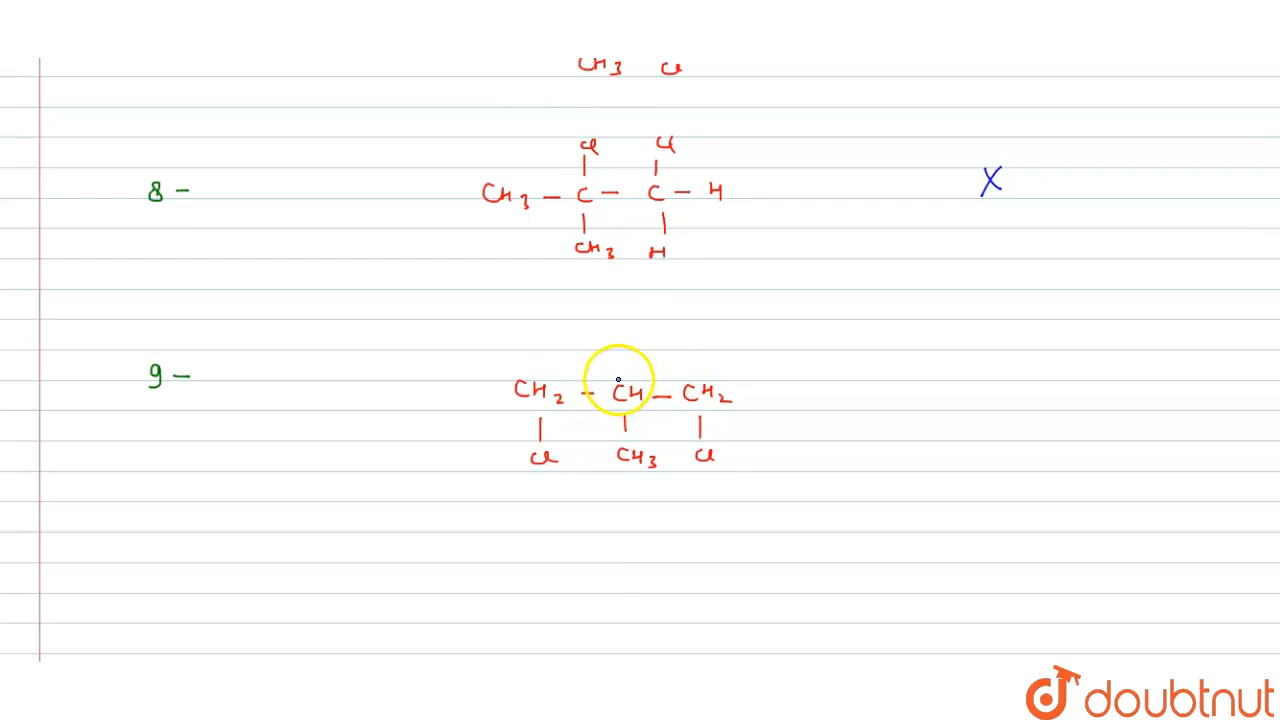 CH3 Cl
Cl Cl
8 - CH3 - C - C - H X
CH3 H
9 - CH2 - CH - CH2
Cl CH3 Cl
doubtnut